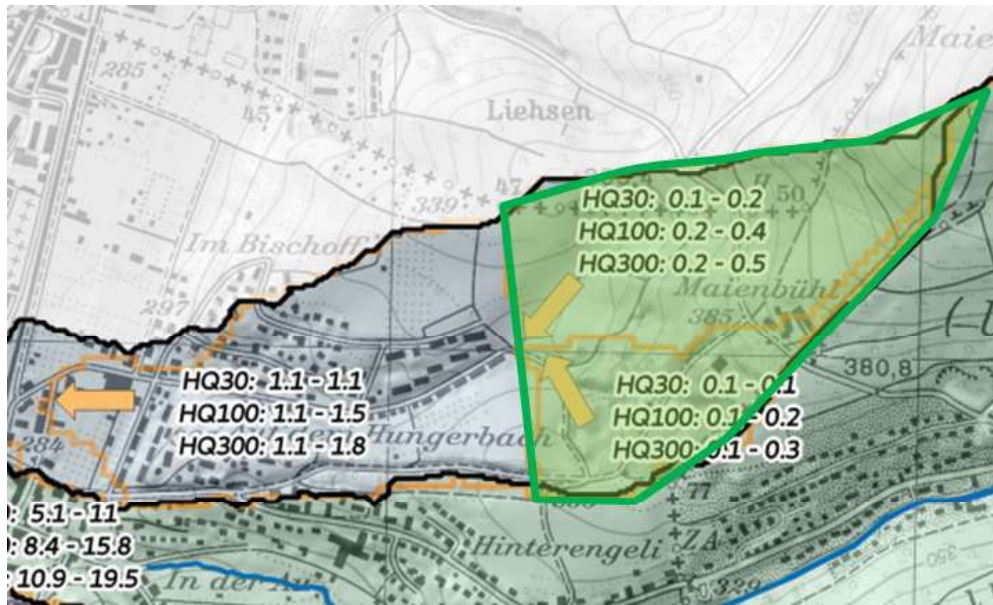 Maie
285
45
Liehsen
47
339
HQ30: 0.1 - 0.2
50
HQ100: 0.2 - 0.4
HQ300: 0.2 - 0.5
Im Bischoff
297
Maienbühl
385
380,8
HQ30: 1.1 - 1.1
HQ100: 1.1 - 1.5
HQ300: 1.1 - 1.8
HQ30: 0.1 - 0.1
HQ100: 0.1 - 0.2
HQ300: 0.1 - 0.3
Hungerbach
284
77
: 5.1 - 11
: 8.4 - 15.8
: 10.9 - 19.5
Hinterengeli
ZA
In der Au
329
350